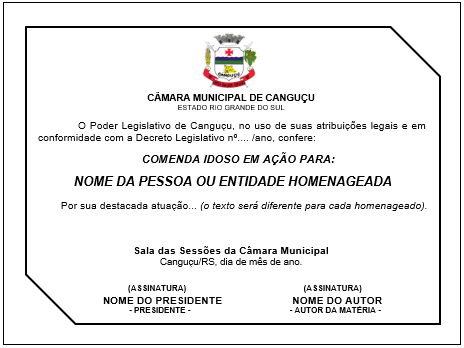 CANGUÇU
CÂMARA MUNICIPAL DE CANGUÇU
ESTADO RIO GRANDE DO SUL
O Poder Legislativo de Canguçu, no uso de suas atribuições legais e em
conformidade com a Decreto Legislativo nº.... /ano, confere:
COMENDA IDOSO EM AÇÃO PARA:
NOME DA PESSOA OU ENTIDADE HOMENAGEADA
Por sua destacada atuação... (o texto será diferente para cada homenageado).
Sala das Sessões da Câmara Municipal
Canguçu/RS, dia de mês de ano.
(ASSINATURA) (ASSINATURA)
NOME DO PRESIDENTE NOME DO AUTOR
- PRESIDENTE - - AUTOR DA MATÉRIA -